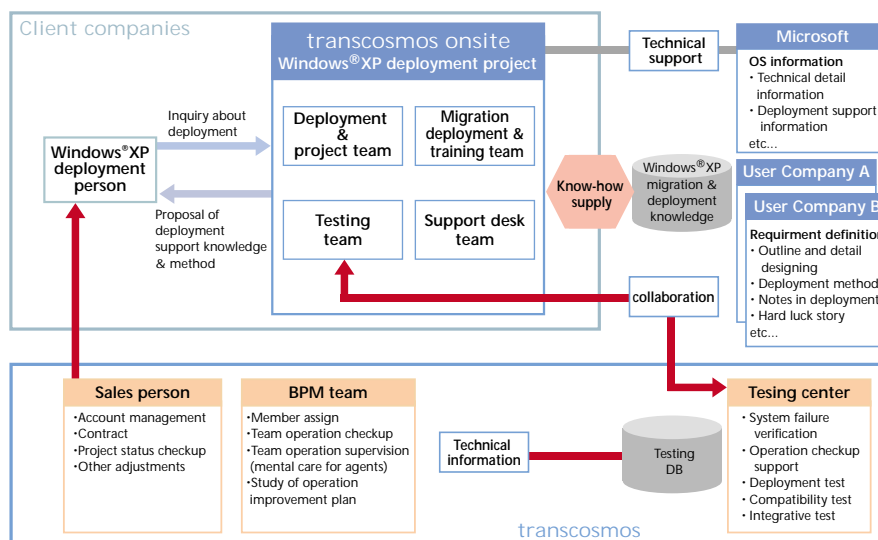 Client companies
transcosmos onsite
Windows®XP deployment project
Technical
support
Microsoft
OS information
・Technical detail
information
・Deployment support
information
etc...
Inquiry about
deployment
Deployment
&
project team
Migration
deployment &
training team
Windows®XP
deployment
person
Know-how
supply
Windows®XP
migration &
deployment
knowledge
User Company A
User Company B
Proposal of
deployment
support knowledge
& method
Testing
team
Support desk
team
Requirment definition
・Outline and detail
designing
・Deployment method
・Notes in deployment
・Hard luck story
etc...
collaboration
Sales person
・Account management
・Contract
・Project status checkup
・Other adjustments
BPM team
・Member assign
・Team operation checkup
・Team operation supervision
(mental care for agents)
・Study of operation
improvement plan
Technical
information
Testing
DB
Tesing center
・System failure
verification
・Operation checkup
support
・Deployment test
・Compatibility test
・Integrative test
transcosmos